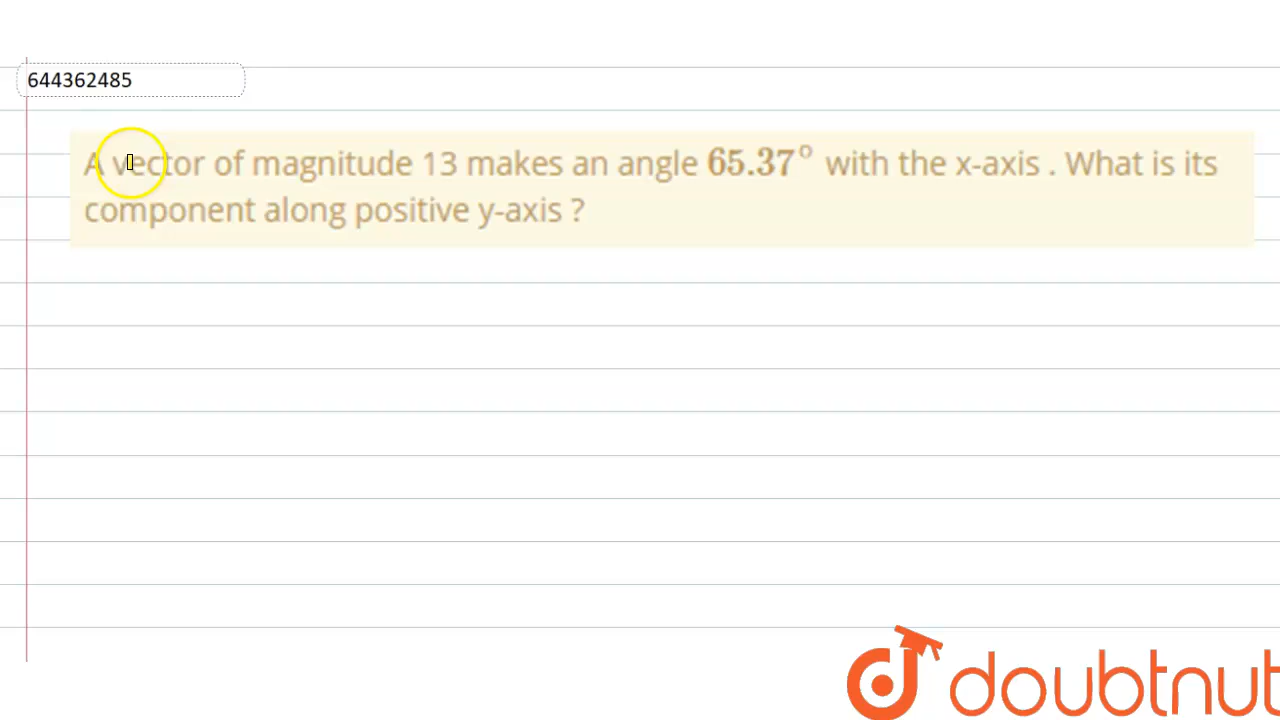 644362485
A vector of magnitude 13 makes an angle 65.37° with the x-axis . What is its
component along positive y-axis ?
doubtnut